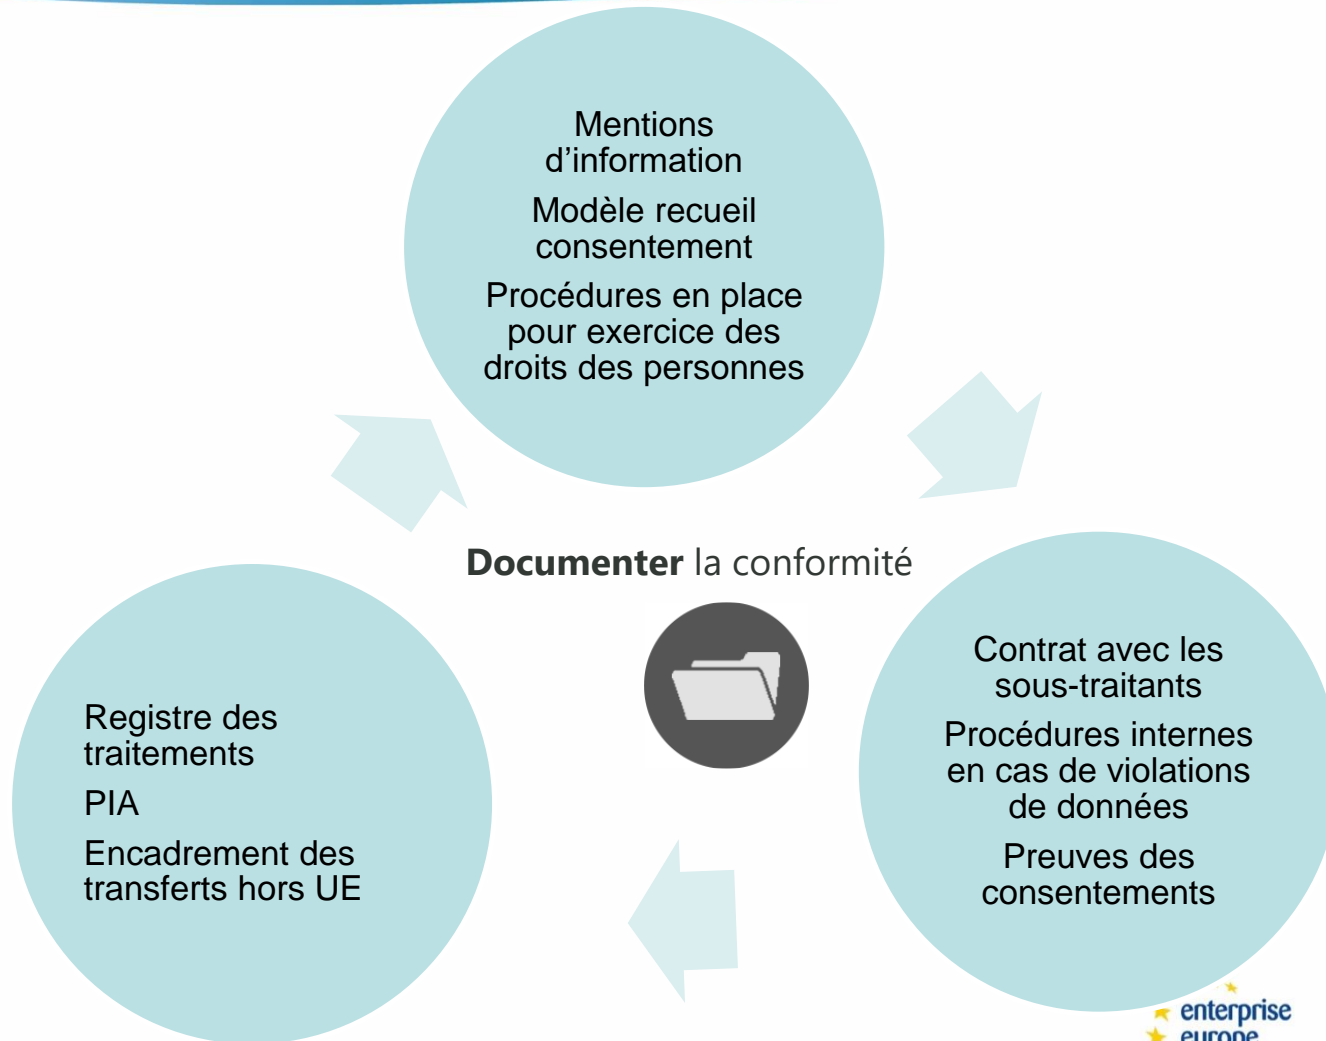 Mentions
d’information
Modèle recueil
consentement
Procédures en place
pour exercice des
droits des personnes
Documenter la conformité
Contrat avec les
sous-traitants
Procédures internes
en cas de violations
de données
Preuves des
consentements
Registre des
traitements
PIA
Encadrement des
transferts hors UE
enterprise
europe